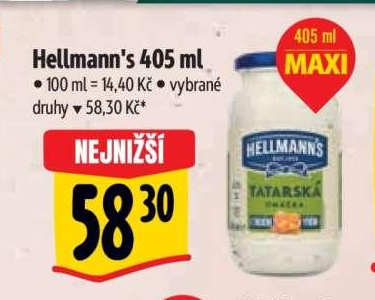 Hellmann's 405 ml
• 100 ml = 14,40 Kč • vybrané
druhy ▾ 58,30 Kč*
405 ml
MAXI
NEJNIŽŠÍ
58 30
HELLMANN'S
TATARSKÁ
OMÁČKA